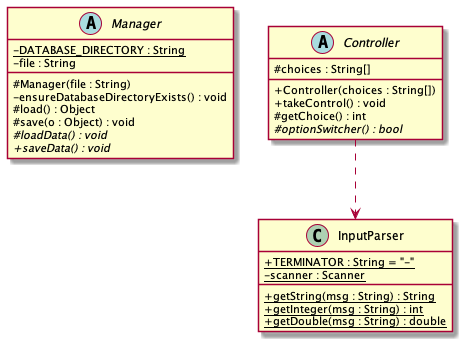 A Manager
-DATABASE_DIRECTORY : String
-file : String
#Manager(file : String)
-ensureDatabaseDirectoryExists() : void
#load() : Object
#save(o : Object) : void
#loadData() : void
+saveData() : void
A Controller
#choices : String[]
+Controller(choices : String[])
+takeControl() : void
#getChoice() : int
#optionSwitcher() : bool
C InputParser
+TERMINATOR : String = "-"
-scanner : Scanner
+getString(msg : String) : String
+getInteger(msg : String) : int
+getDouble(msg : String) : double